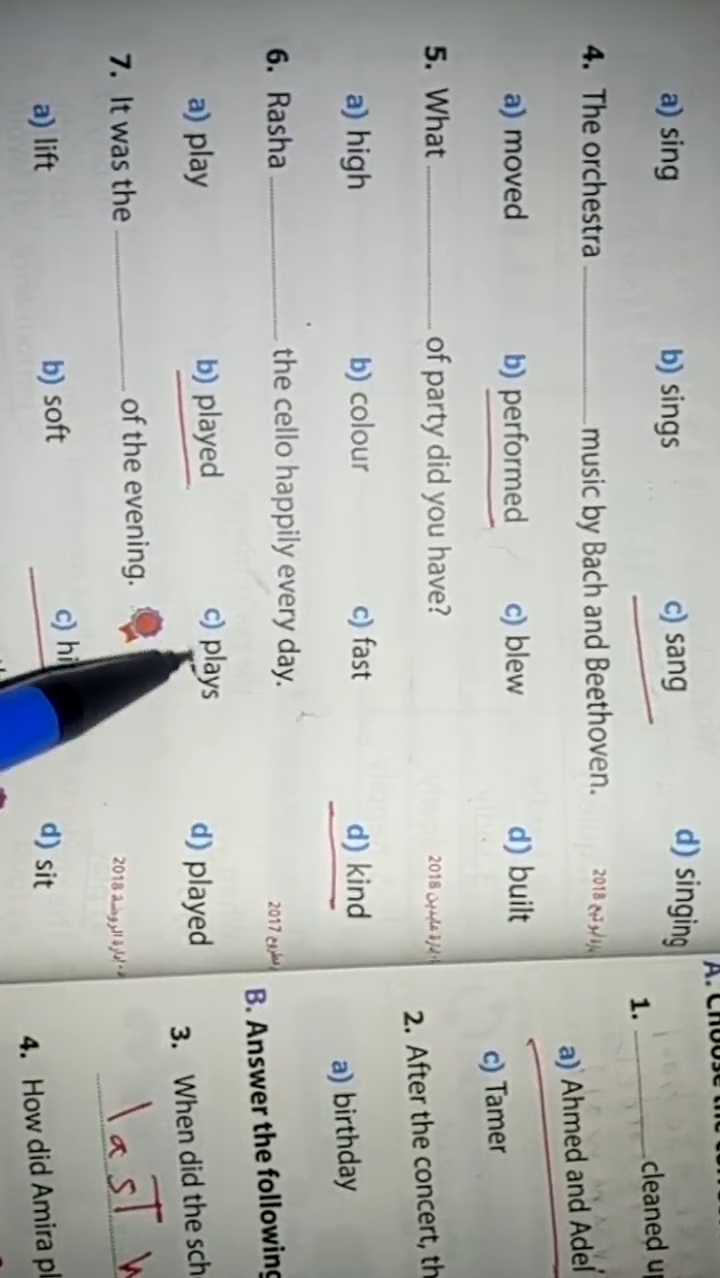 a) sing b) sings c) sang d) singing
4. The orchestra ............ music by Bach and Beethoven. 2018
a) moved b) performed c) blew d) built
5. What ............ of party did you have? 2018
a) high b) colour c) fast d) kind
6. Rasha ............ the cello happily every day. 2017
a) play b) played c) plays d) played
7. It was the ............ of the evening. 2018
a) lift b) soft c) hi d) sit
A.
1. ............ cleaned u
a) Ahmed and Adel
c) Tamer
2. After the concert, th
a) birthday
B. Answer the following
3. When did the sch
last
4. How did Amira pl